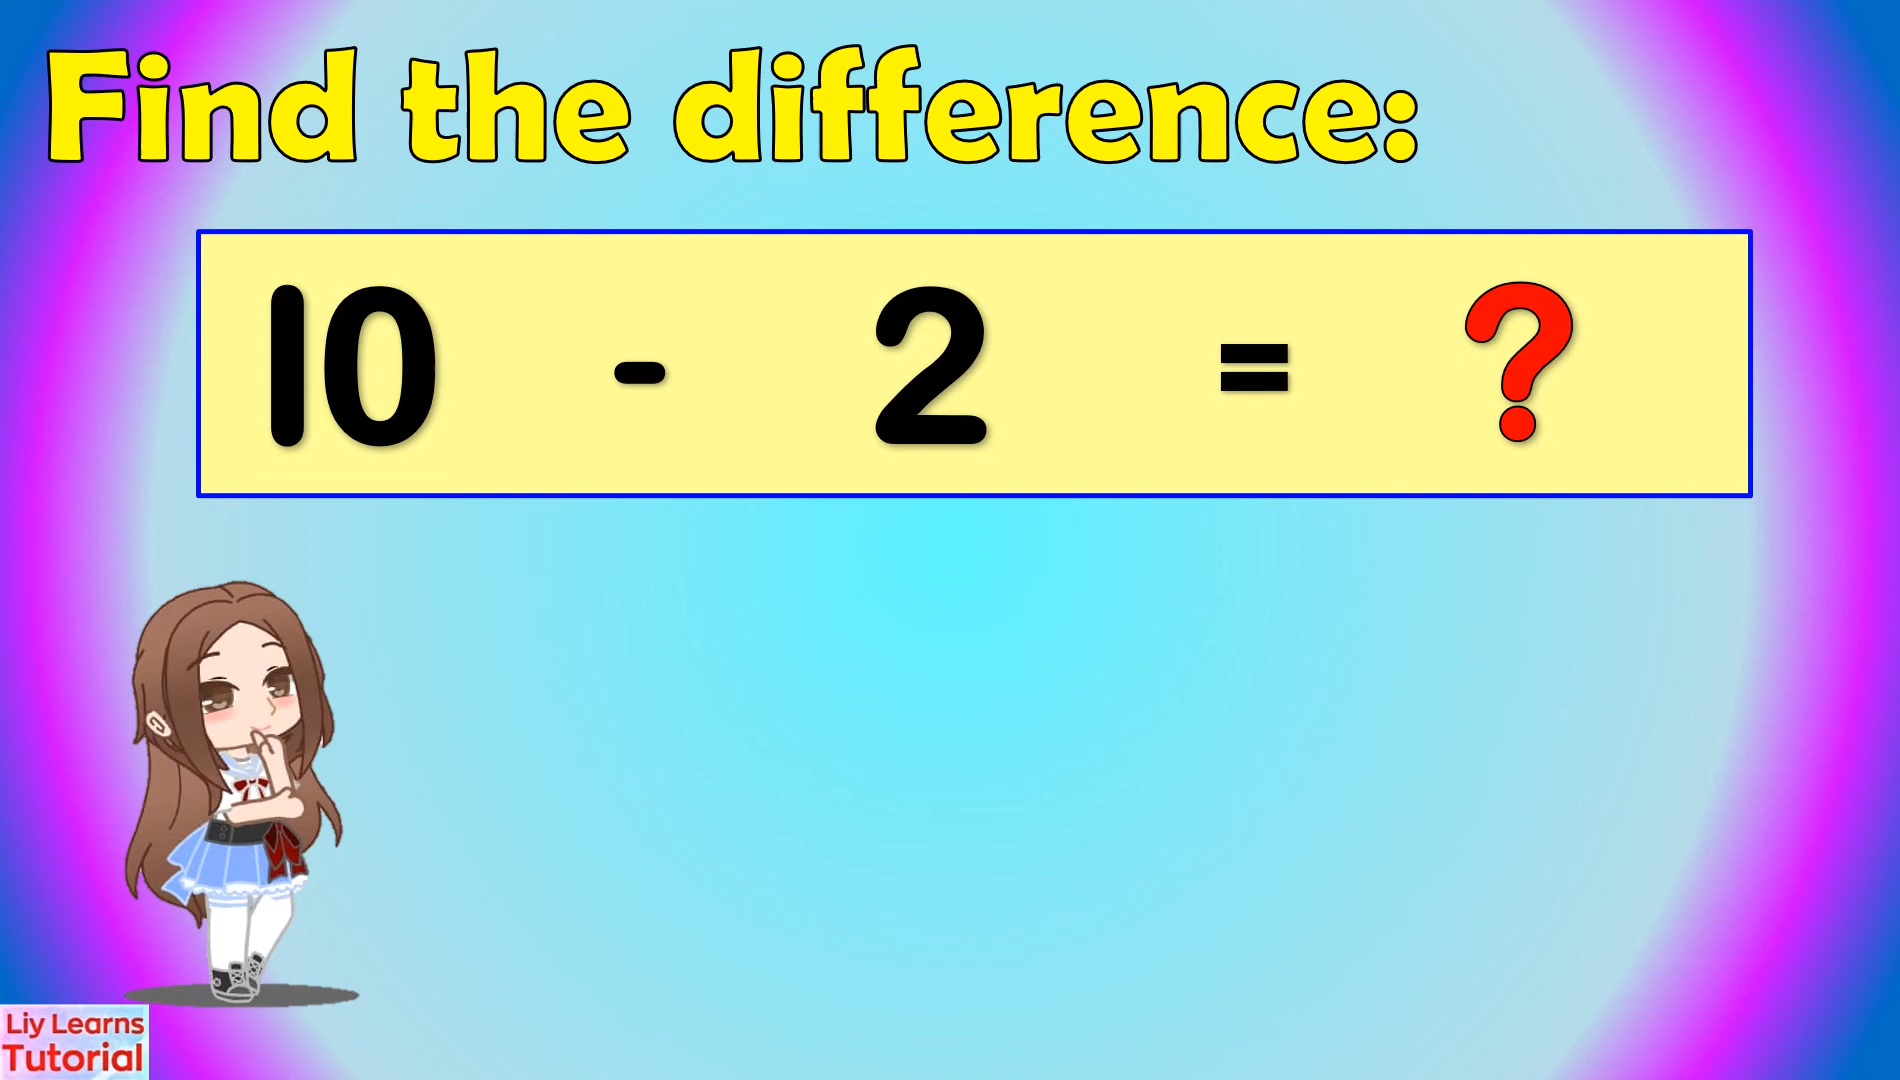 Find the difference:
10 - 2 = ?
Liy Learns
Tutorial